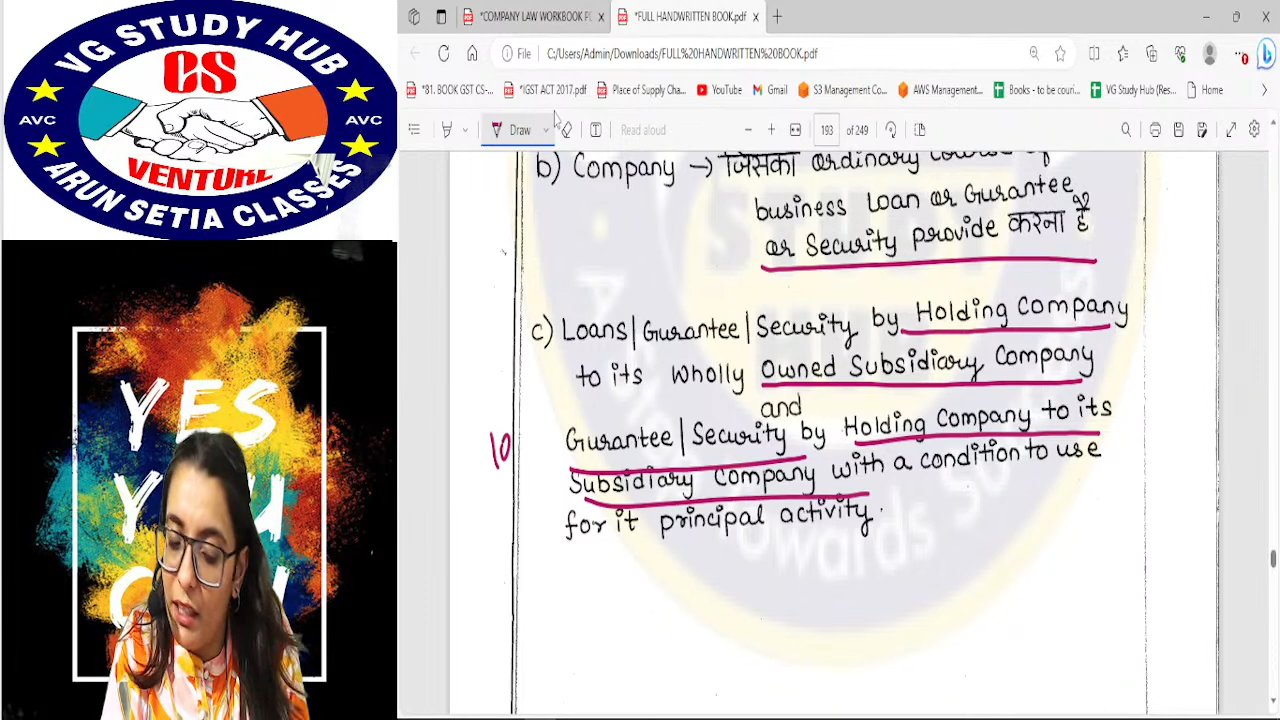 VG STUDY HUB
CS
AVC
AVC
VENTURE
ARUN SETIA CLASSES
YES
*COMPANY LAW WORKBOOK PD
*FULL HANDWRITTEN BOOK.pdf
File
C:/Users/Admin/Downloads/FULL%20HANDWRITTEN%20BOOK.pdf
*81. BOOK GST CS-...
*IGST ACT 2017.pdf
Place of Supply Cha...
YouTube
Gmail
S3 Management Co...
AWS Management...
Books - to be couri...
VG Study Hub (Res...
Home
Draw
Read aloud
193
of 249
b) Company → जिसका ordinary course of
business Loan or Gurantee
or Security provide करना है
c) Loans|Gurantee|Security by Holding Company
to its Wholly Owned Subsidiary Company
and
10
Gurantee|Security by Holding Company to its
Subsidiary Company with a condition to use
for it principal activity.